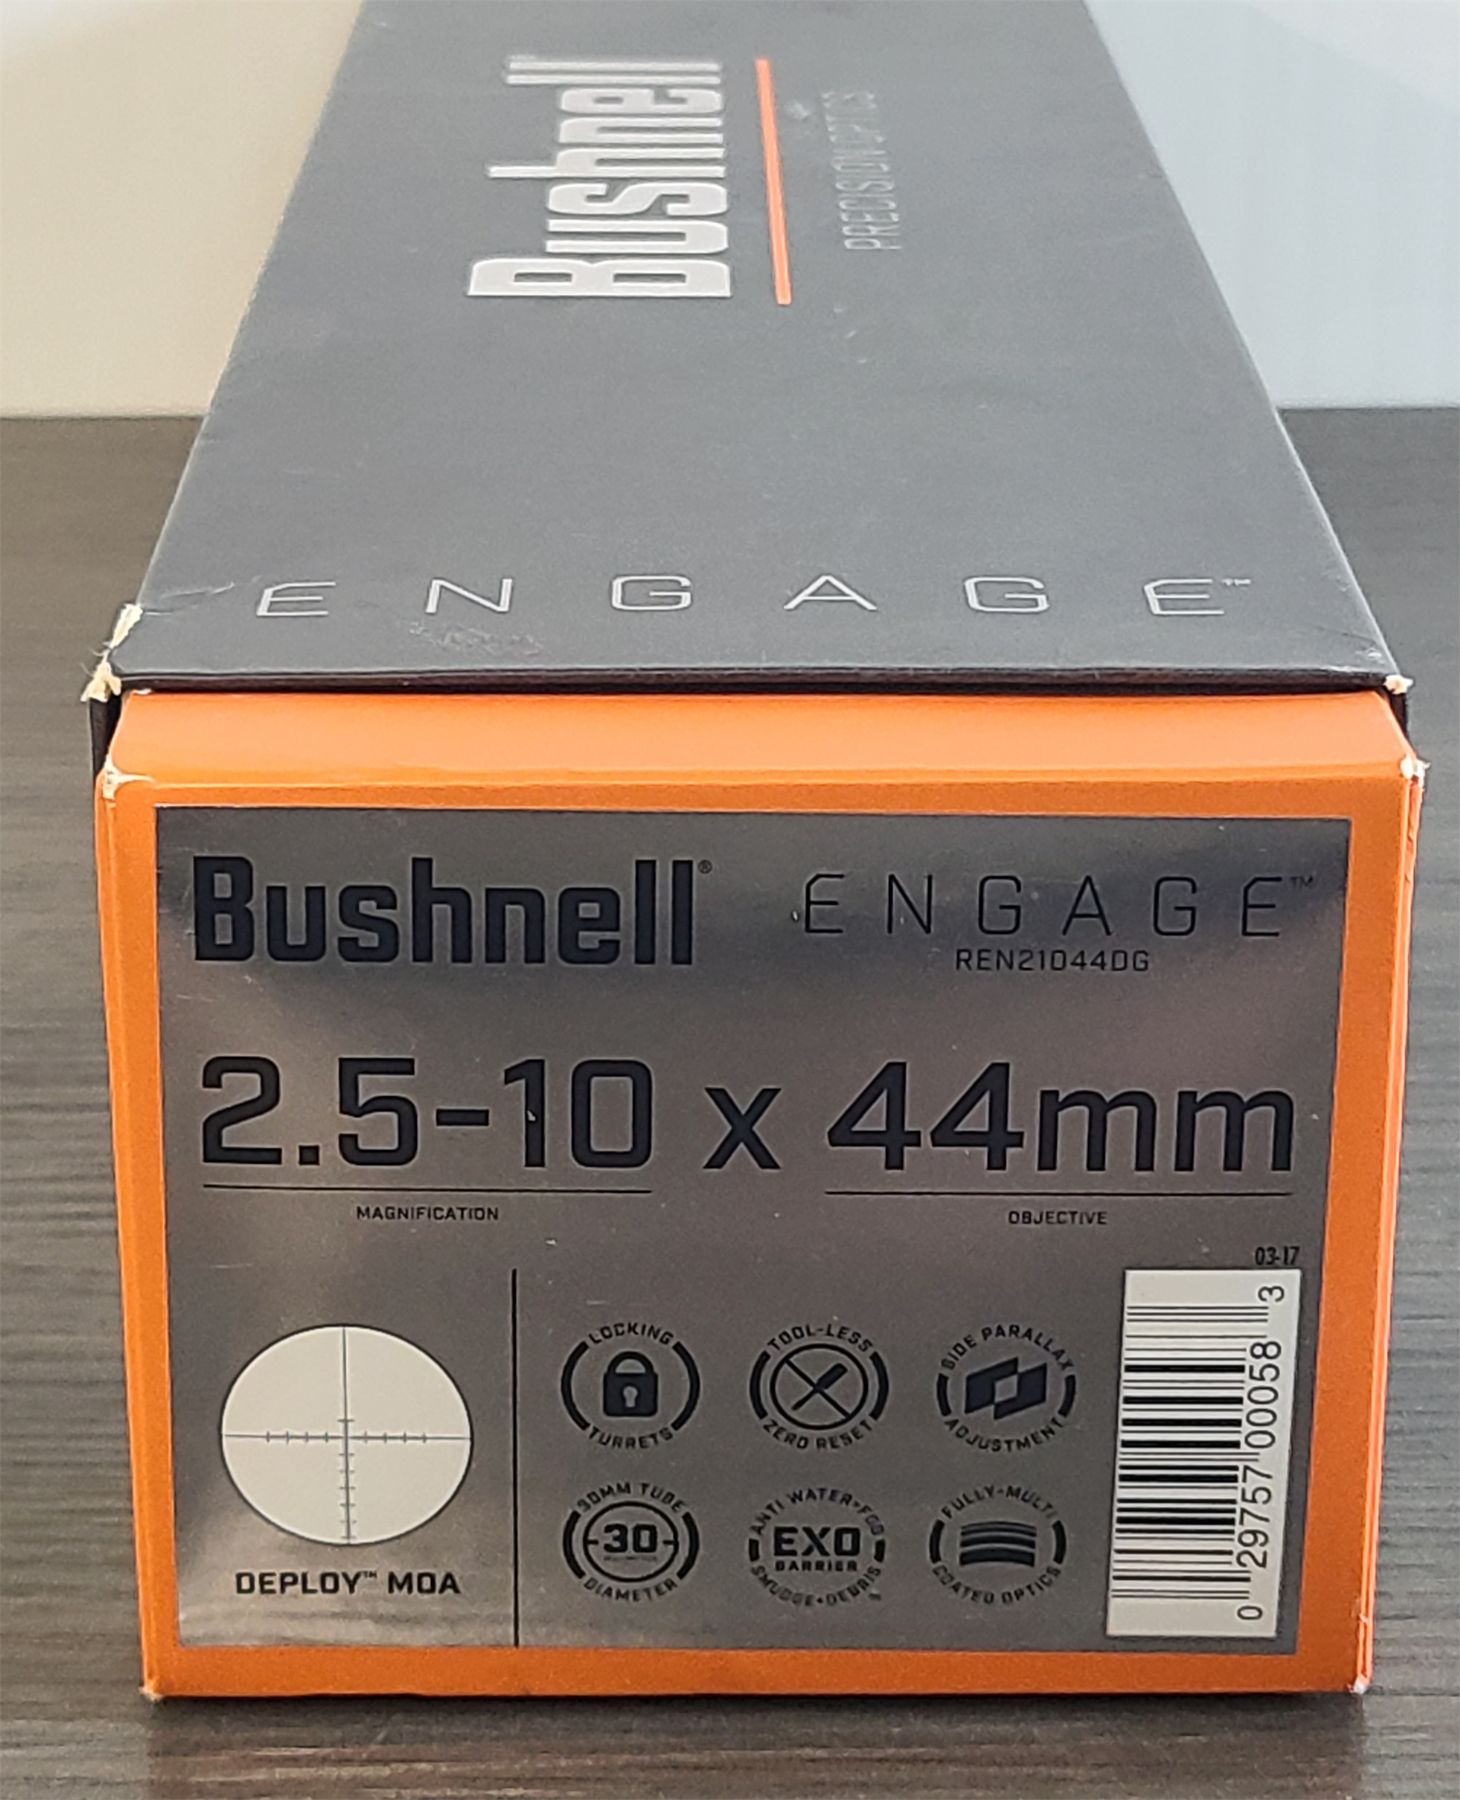 Bushnell
PRECISION OPTICS
ENGAGE™
Bushnell®
ENGAGE™
REN21044DG
2.5-10 x 44mm
MAGNIFICATION
OBJECTIVE
03-17
LOCKING
TURRETS
TOOL-LESS
ZERO RESET
SIDE PARALLAX
ADJUSTMENT
30MM TUBE
-30-
DIAMETER
ANTI WATER•FOG
EXO
BARRIER
SMUDGE•DEBRIS
FULLY-MULTI
COATED OPTICS
DEPLOY™ MOA
0 29757 00058 3